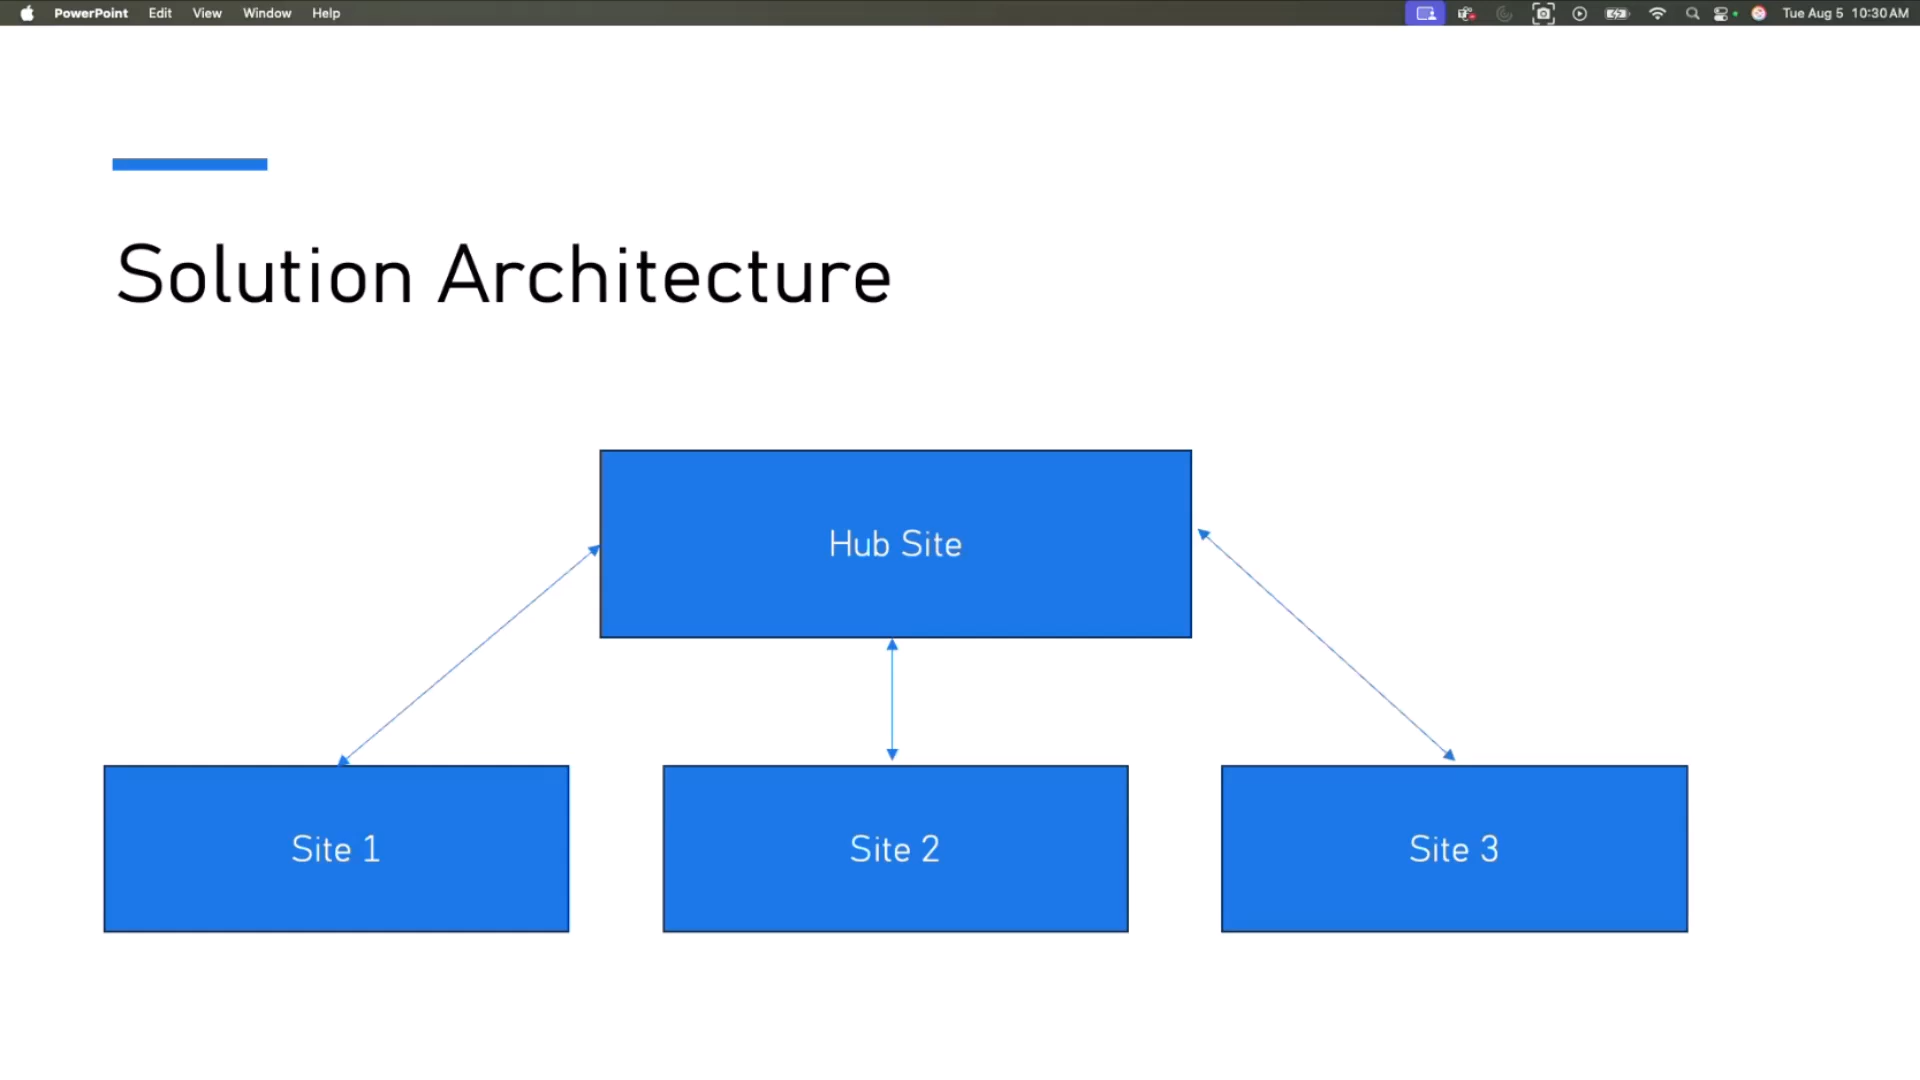 PowerPoint Edit View Window Help Tue Aug 5 10:30 AM
Solution Architecture
Hub Site
Site 1 Site 2 Site 3